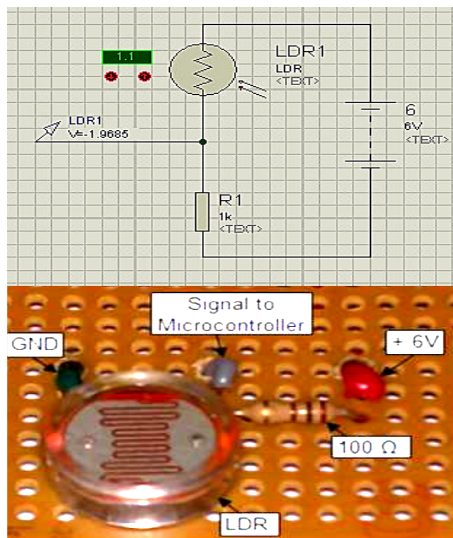 1.1
LDR1
LDR
<TEXT>
LDR1
V=-1.9685
6
6V
<TEXT>
R1
1k
<TEXT>
Signal to
Microcontroller
GND
+ 6V
100 Ω
LDR